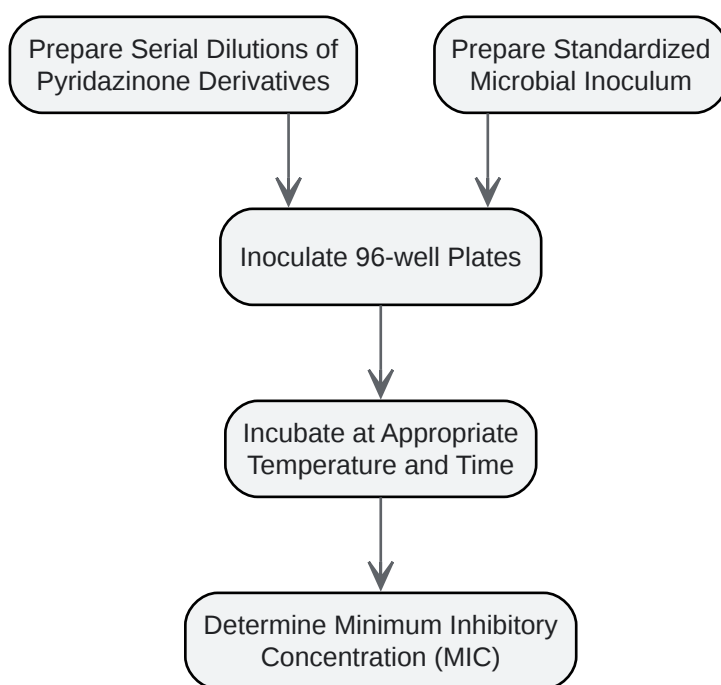 Prepare Serial Dilutions of
Pyridazinone Derivatives
Prepare Standardized
Microbial Inoculum
Inoculate 96-well Plates
Incubate at Appropriate
Temperature and Time
Determine Minimum Inhibitory
Concentration (MIC)